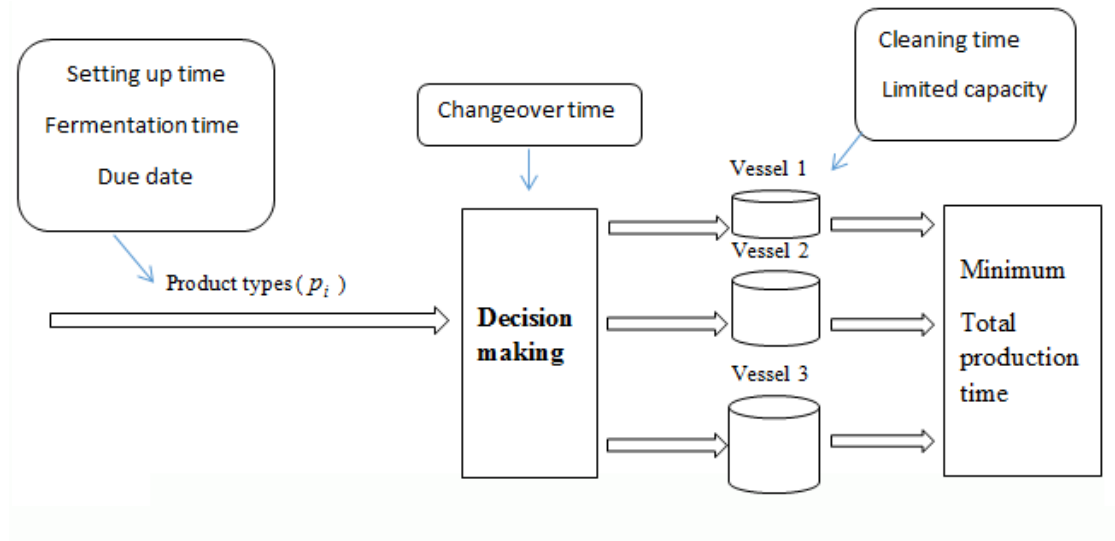 Setting up time
Fermentation time
Due date
Product types( p_i )
Changeover time
Decision
making
Cleaning time
Limited capacity
Vessel 1
Vessel 2
Vessel 3
Minimum
Total
production
time